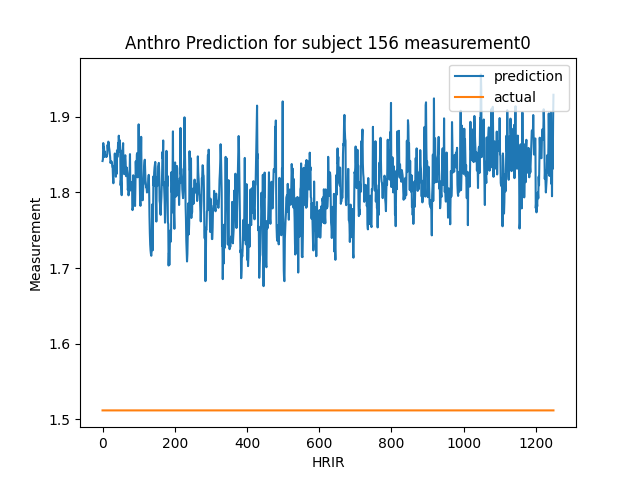 Anthro Prediction for subject 156 measurement0
prediction
actual
1.9
1.8
1.7
1.6
1.5
Measurement
0 200 400 600 800 1000 1200
HRIR